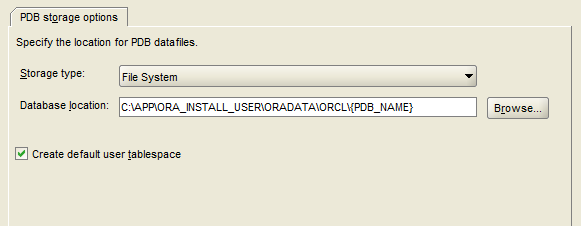 PDB storage options
Specify the location for PDB datafiles.
Storage type: File System
Database location: C:\APP\ORA_INSTALL_USER\ORADATA\ORCL\{PDB_NAME} Browse...
Create default user tablespace